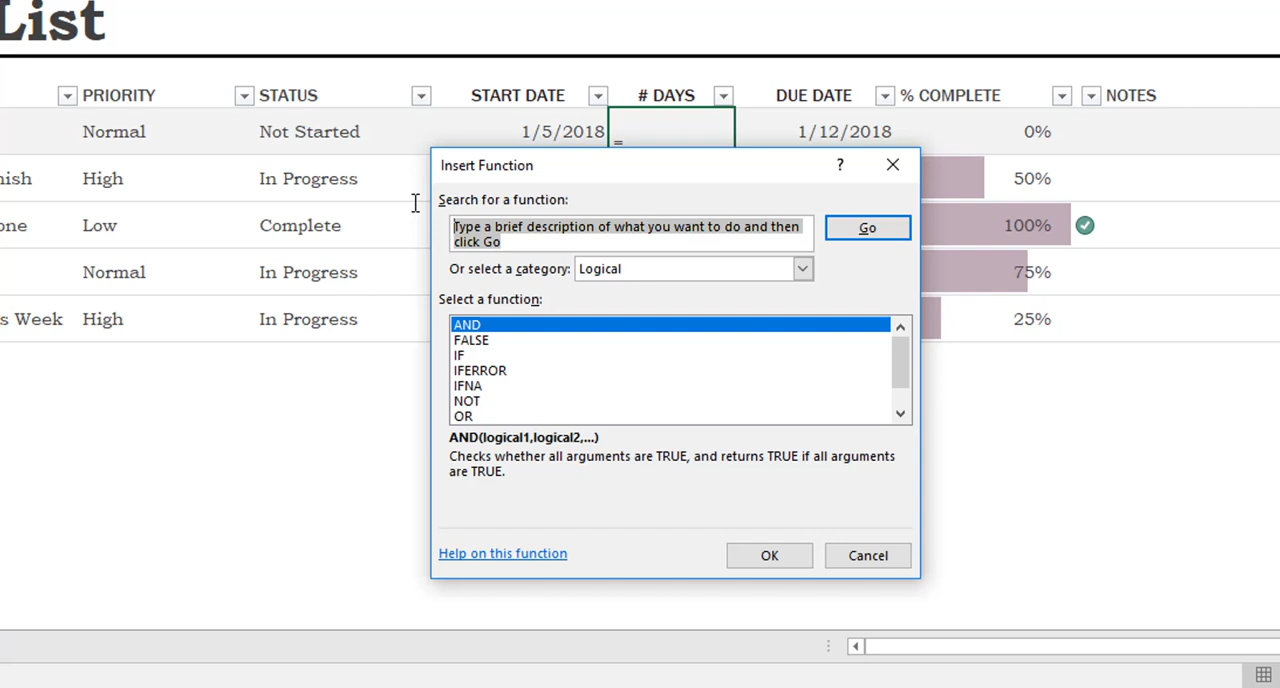 List
PRIORITY STATUS START DATE # DAYS DUE DATE % COMPLETE NOTES
Normal Not Started 1/5/2018 = 1/12/2018 0%
Insert Function ?
nish High In Progress 50%
Search for a function:
Type a brief description of what you want to do and then
click Go
Go
one Low Complete 100%
Or select a category: Logical
Normal In Progress 75%
Select a function:
s Week High In Progress 25%
AND
FALSE
IF
IFERROR
IFNA
NOT
OR
AND(logical1,logical2,...)
Checks whether all arguments are TRUE, and returns TRUE if all arguments
are TRUE.
Help on this function OK Cancel